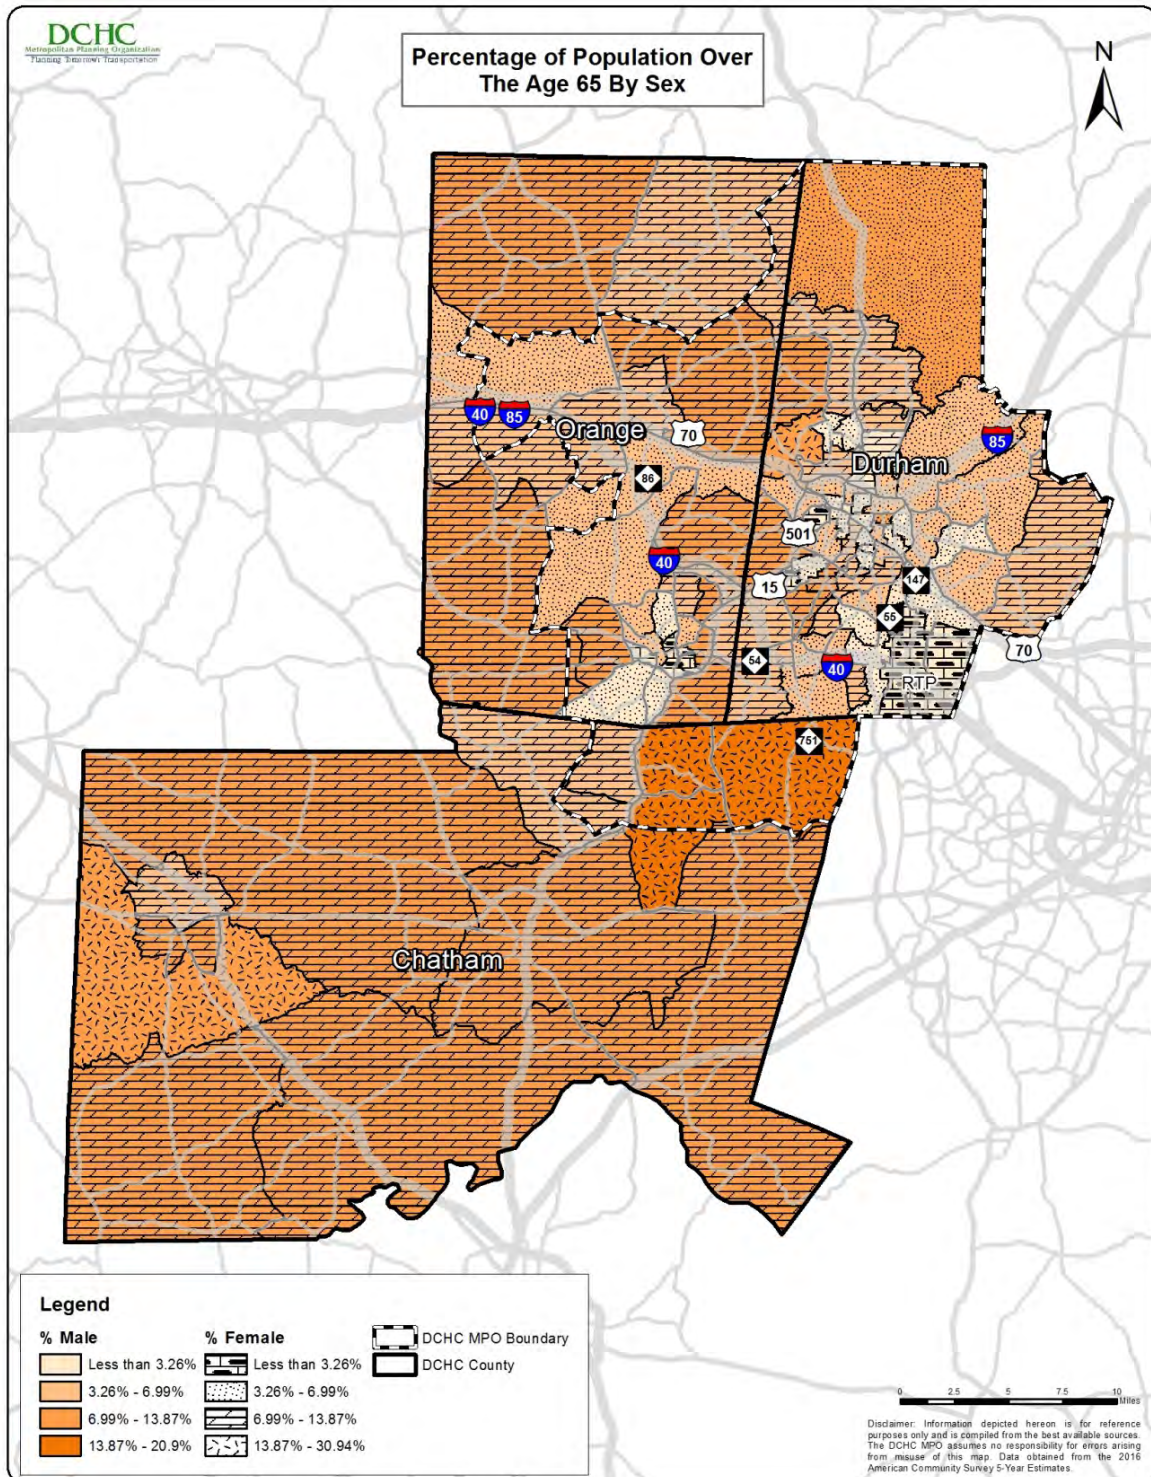 DCHC
Metropolitan Planning Organization
Planning Tomorrow's Transportation
Percentage of Population Over
The Age 65 By Sex
N
40
85
Orange
70
86
Durham
85
501
40
15
147
55
54
40
70
RTP
751
Chatham
Legend
% Male
% Female
Less than 3.26%
Less than 3.26%
3.26% - 6.99%
3.26% - 6.99%
6.99% - 13.87%
6.99% - 13.87%
13.87% - 20.9%
13.87% - 30.94%
DCHC MPO Boundary
DCHC County
0 2.5 5 7.5 10
Miles
Disclaimer: Information depicted hereon is for reference
purposes only and is compiled from the best available sources.
The DCHC MPO assumes no responsibility for errors arising
from misuse of this map. Data obtained from the 2016
American Community Survey 5-Year Estimates.